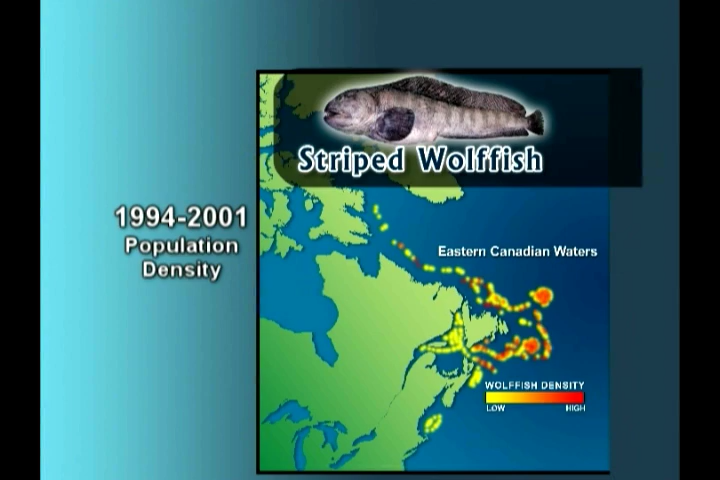 Striped Wolffish
1994-2001
Population
Density
Eastern Canadian Waters
WOLFFISH DENSITY
LOW HIGH